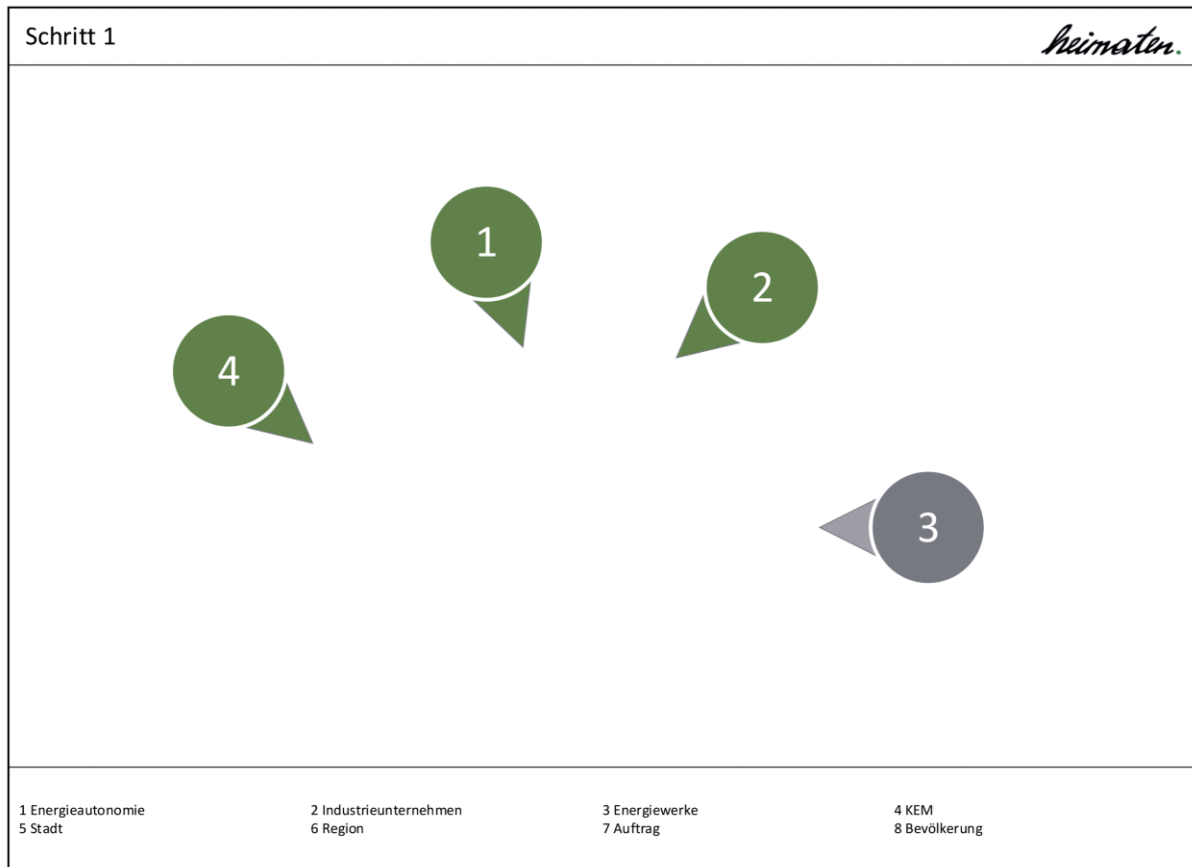 Schritt 1
heimaten.
1
2
4
3
1 Energieautonomie 2 Industrieunternehmen 3 Energiewerke 4 KEM
5 Stadt 6 Region 7 Auftrag 8 Bevölkerung